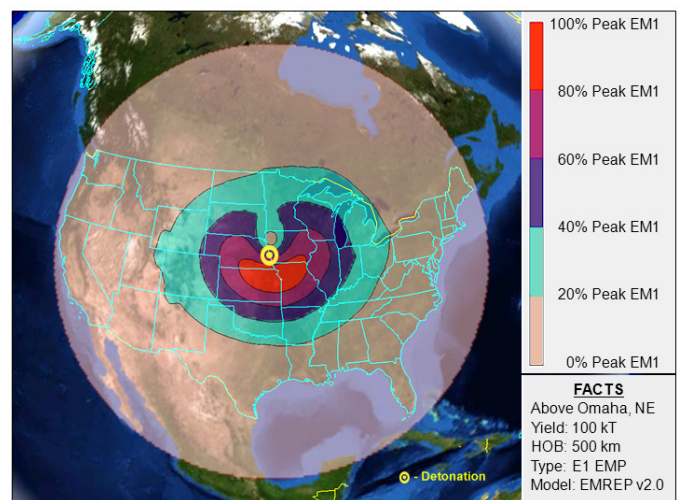 100% Peak EM1
80% Peak EM1
60% Peak EM1
40% Peak EM1
20% Peak EM1
0% Peak EM1
FACTS
Above Omaha, NE
Yield: 100 kT
HOB: 500 km
Type: E1 EMP
Model: EMREP v2.0
- Detonation